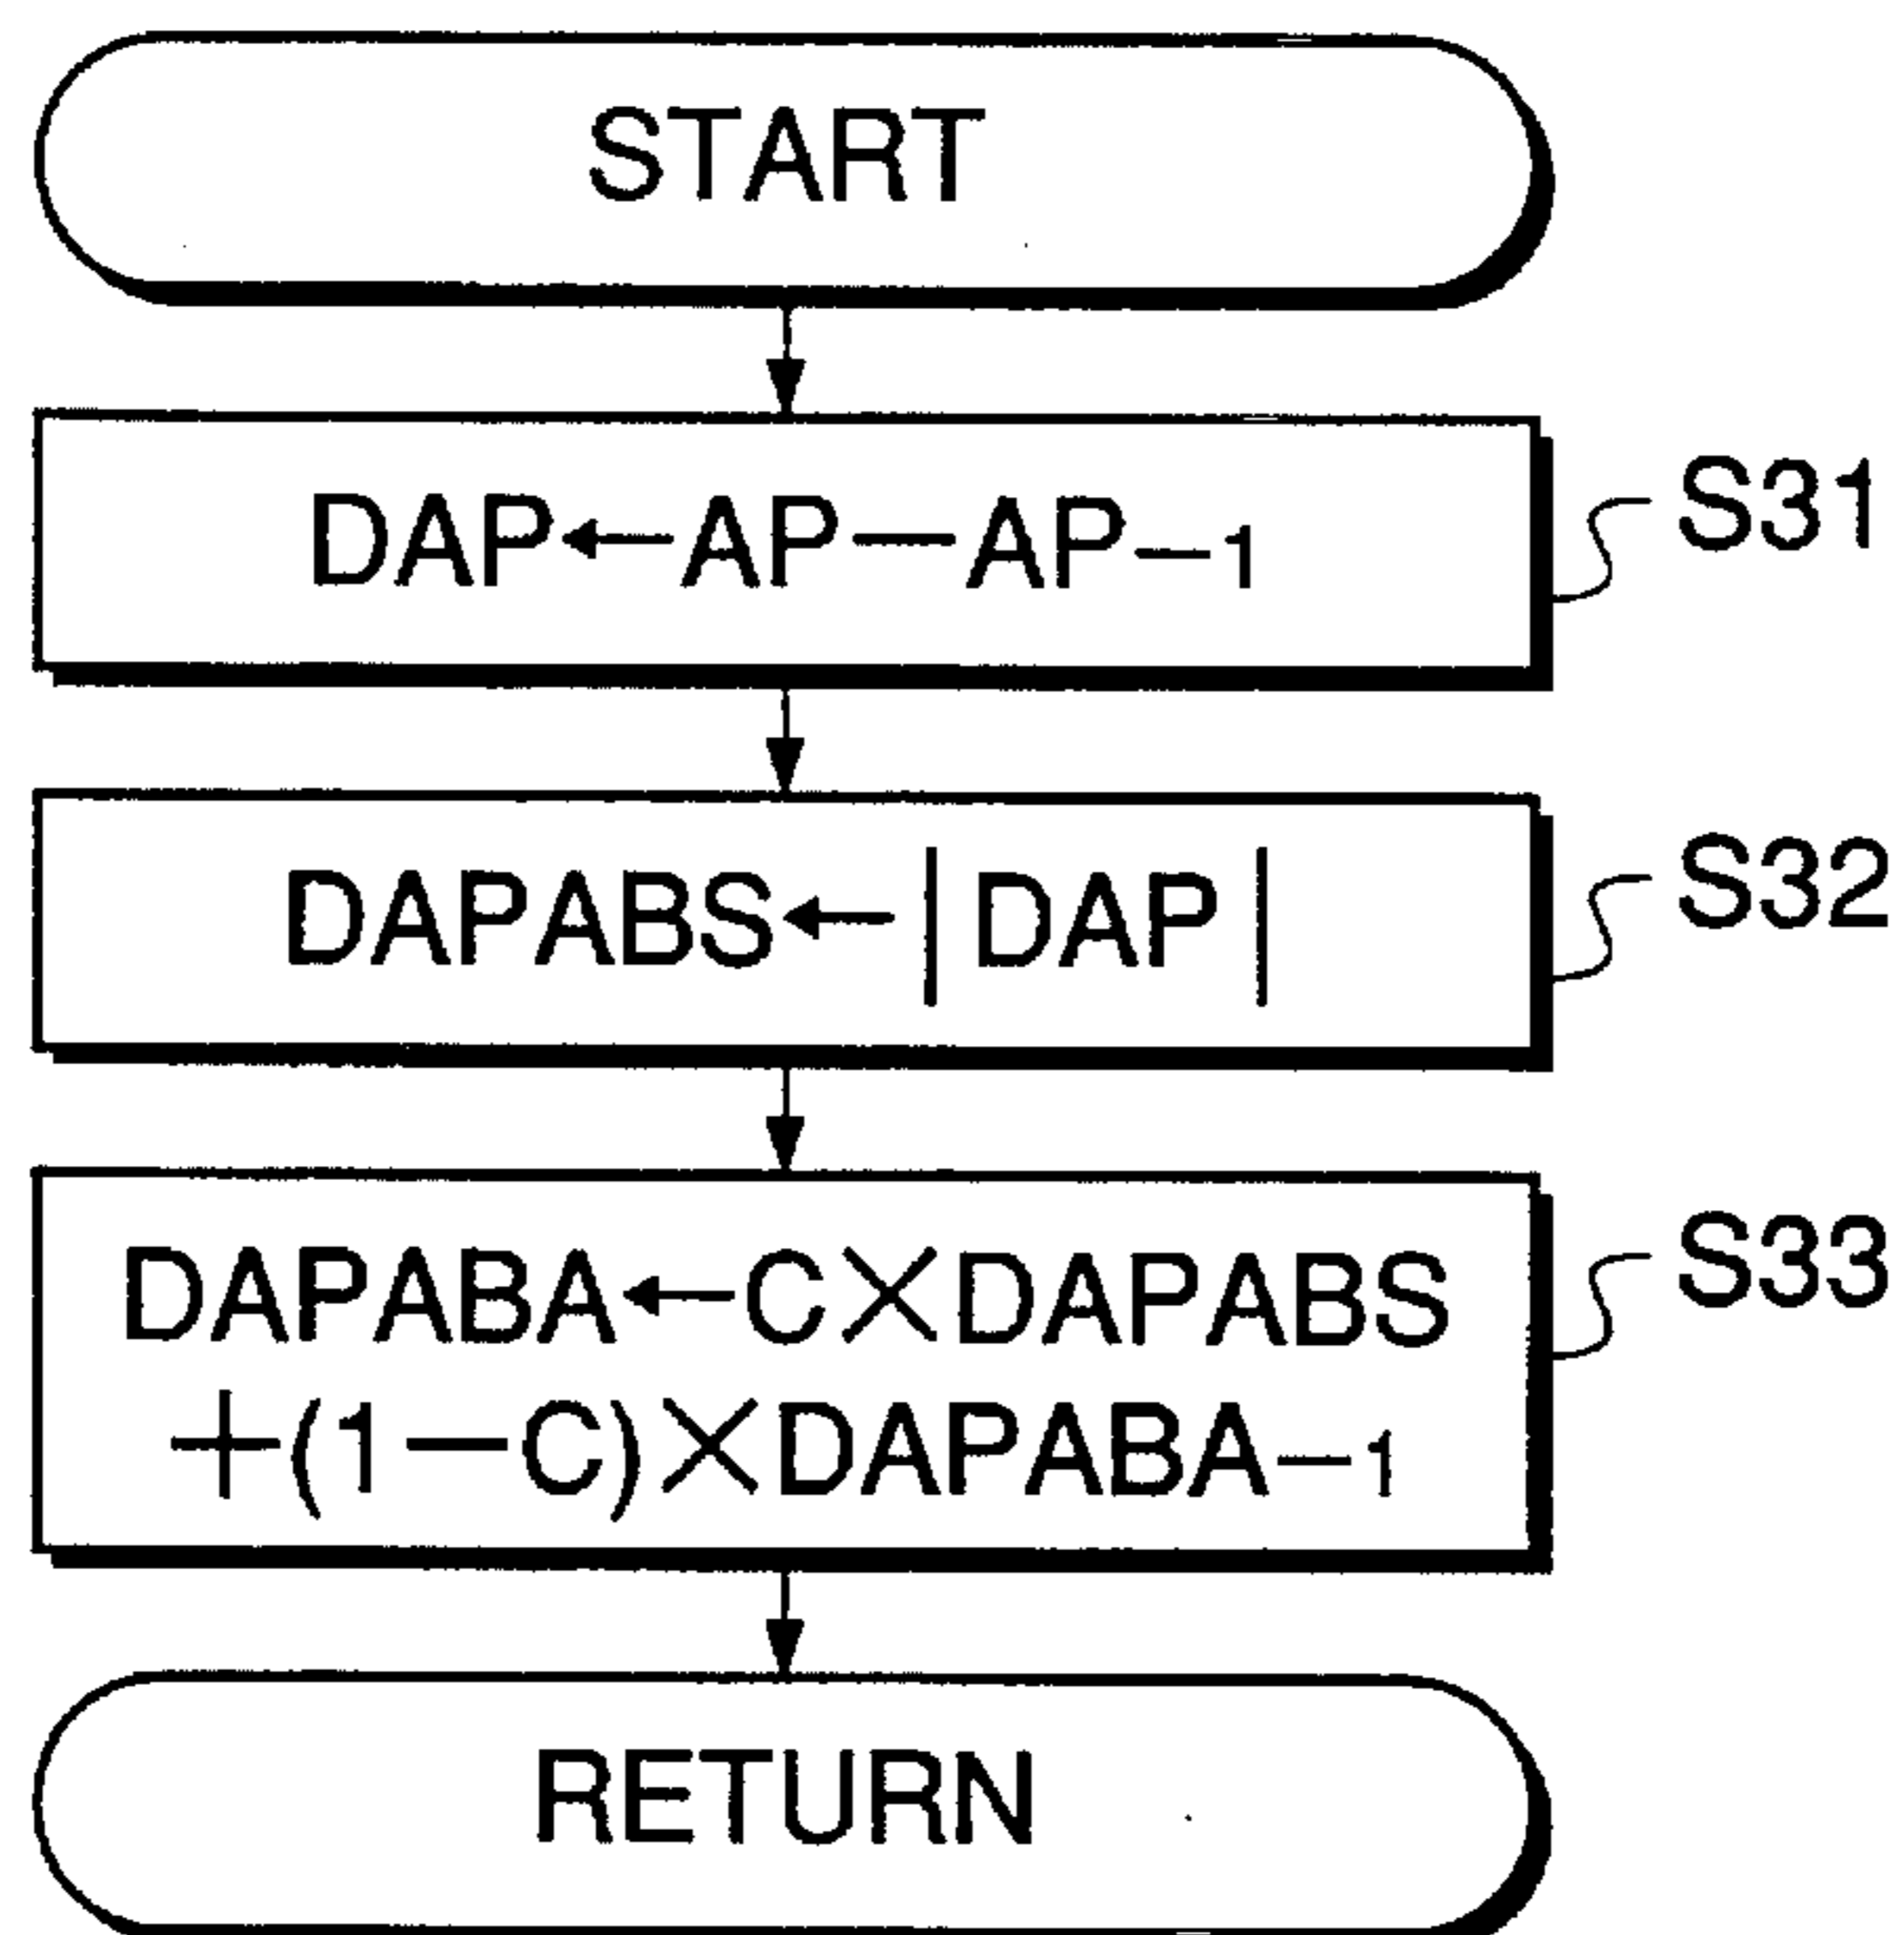 START
DAP←AP—AP−1
S31
DAPABS←|DAP|
S32
DAPABA←C×DAPABS
+(1—C)×DAPABA−1
S33
RETURN